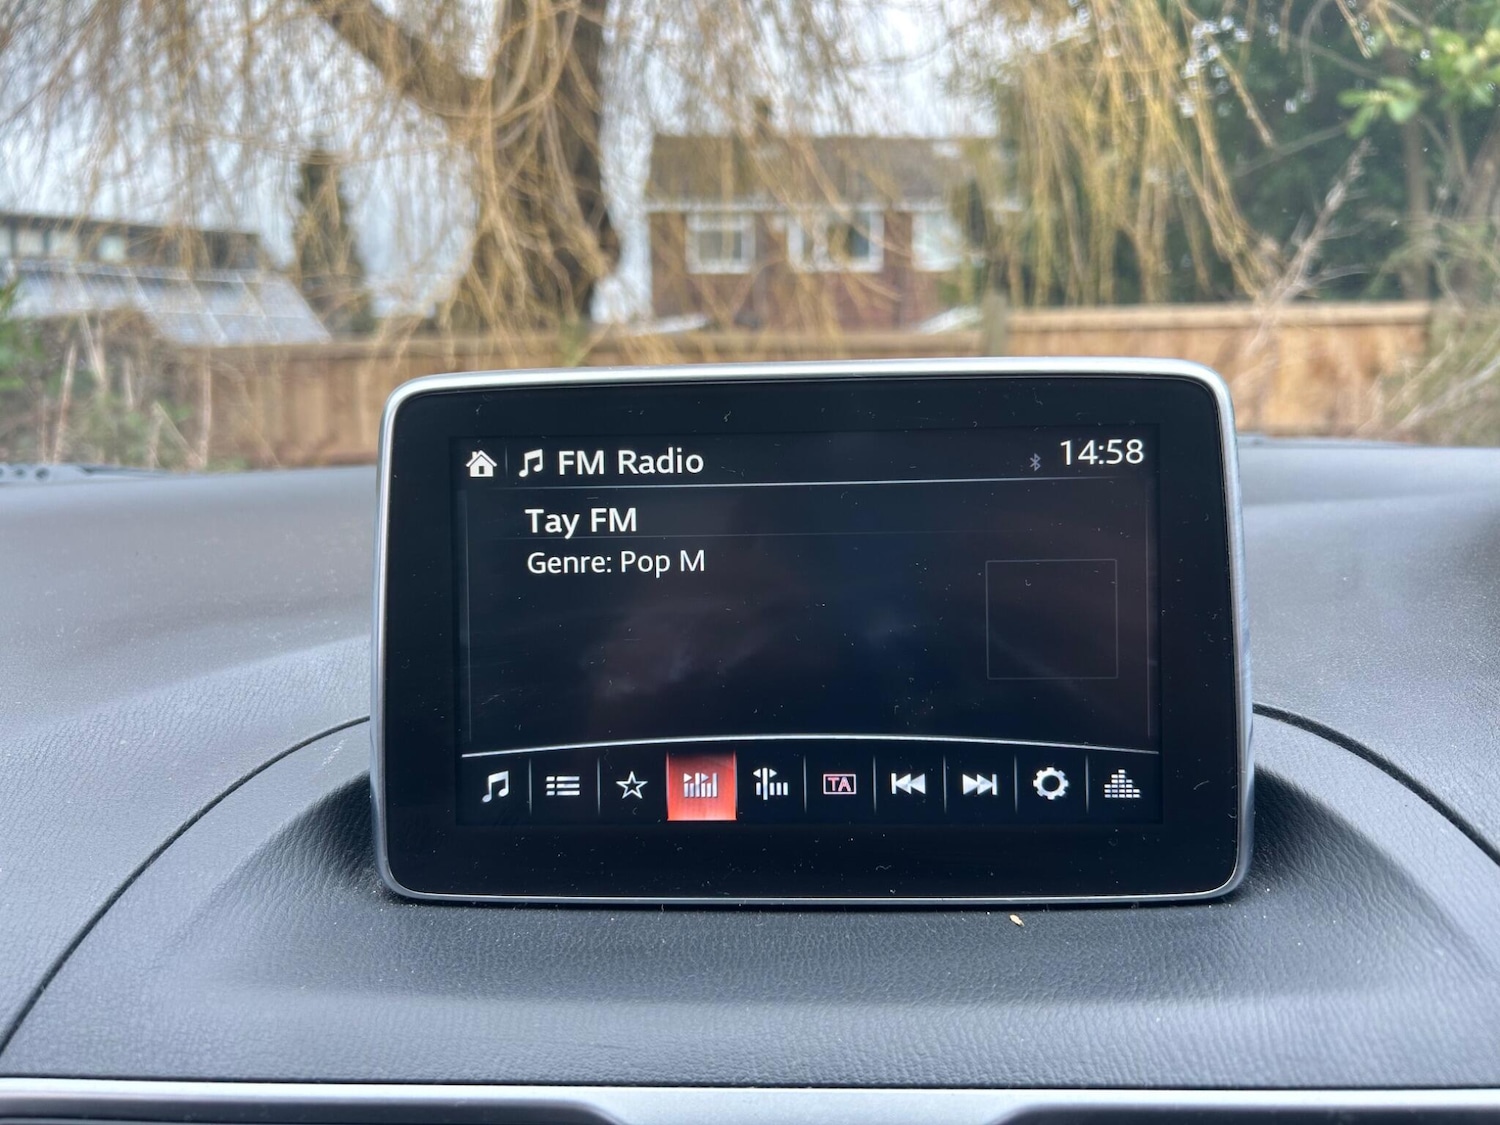 FM Radio
14:58
Tay FM
Genre: Pop M
TA